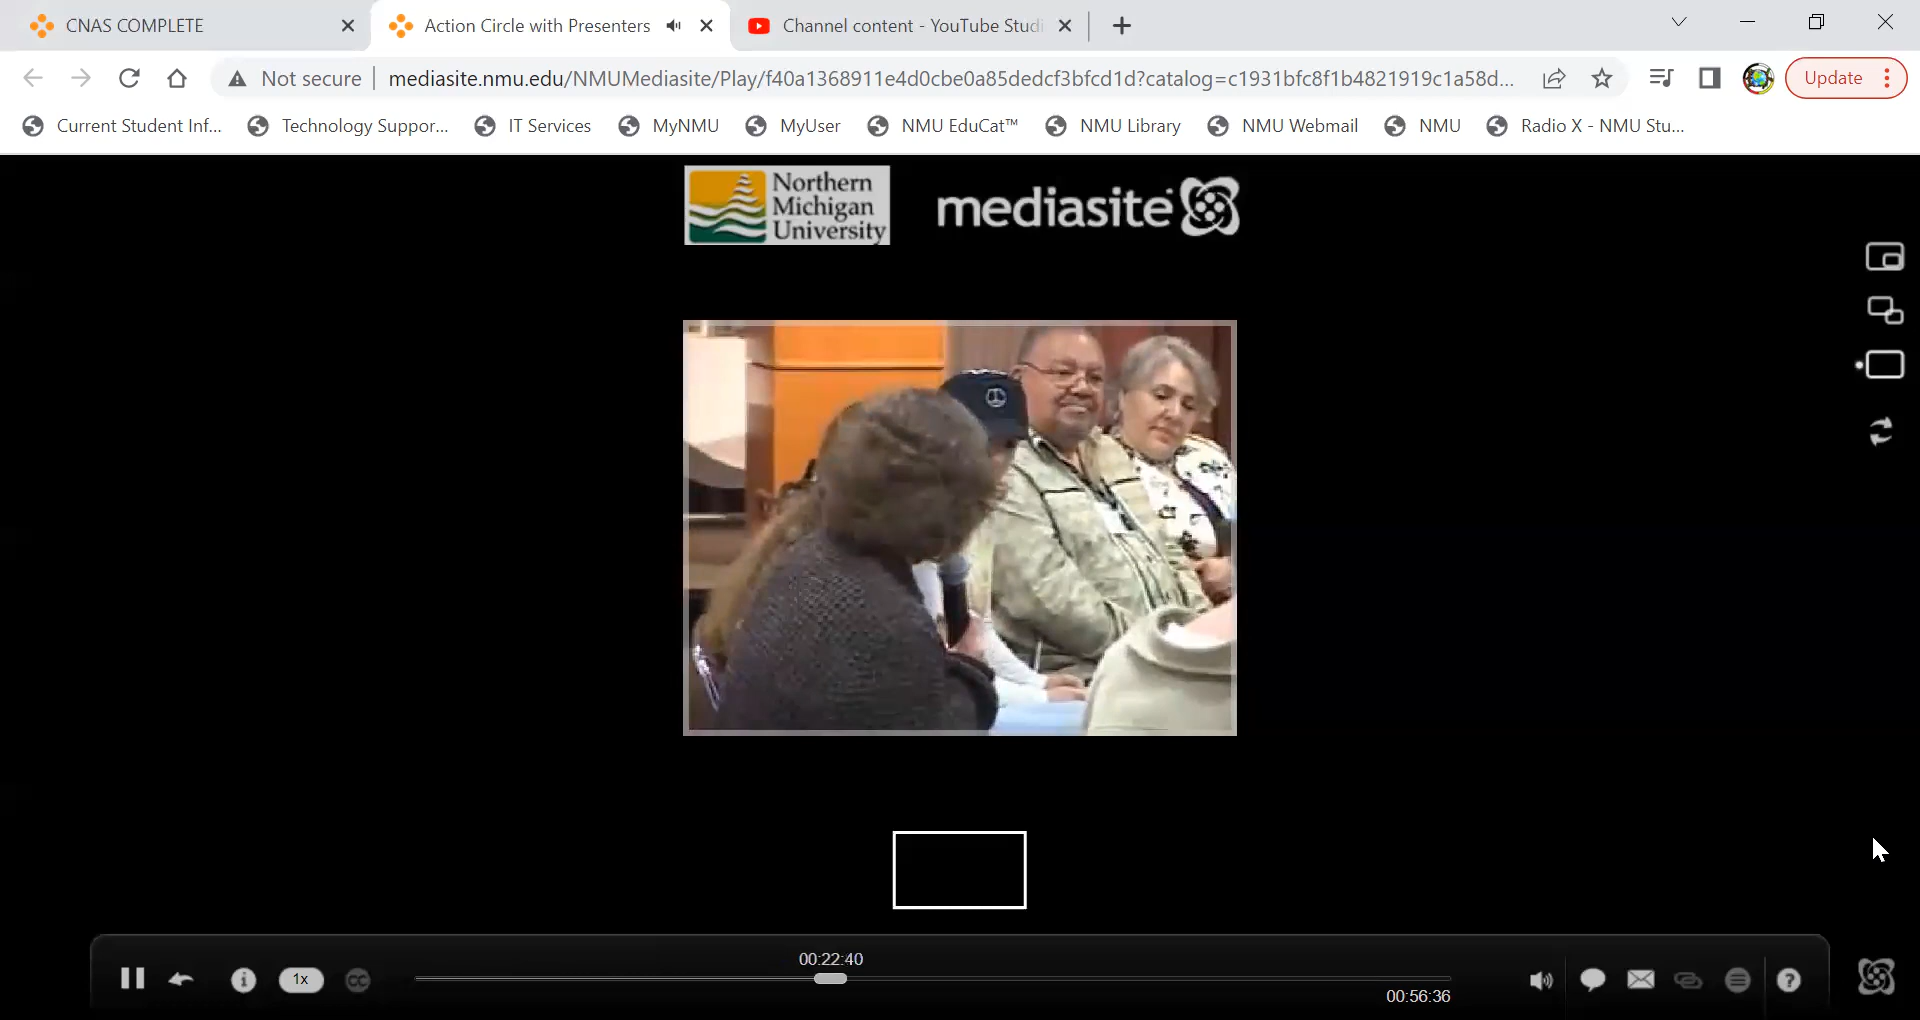 CNAS COMPLETE
Action Circle with Presenters
Channel content - YouTube Studi
Not secure
mediasite.nmu.edu/NMUMediasite/Play/f40a1368911e4d0cbe0a85dedcf3bfcd1d?catalog=c1931bfc8f1b4821919c1a58d...
Update
Current Student Inf...
Technology Suppor...
IT Services
MyNMU
MyUser
NMU EduCat™
NMU Library
NMU Webmail
NMU
Radio X - NMU Stu...
Northern
Michigan
University
mediasite
00:22:40
1x
CC
00:56:36